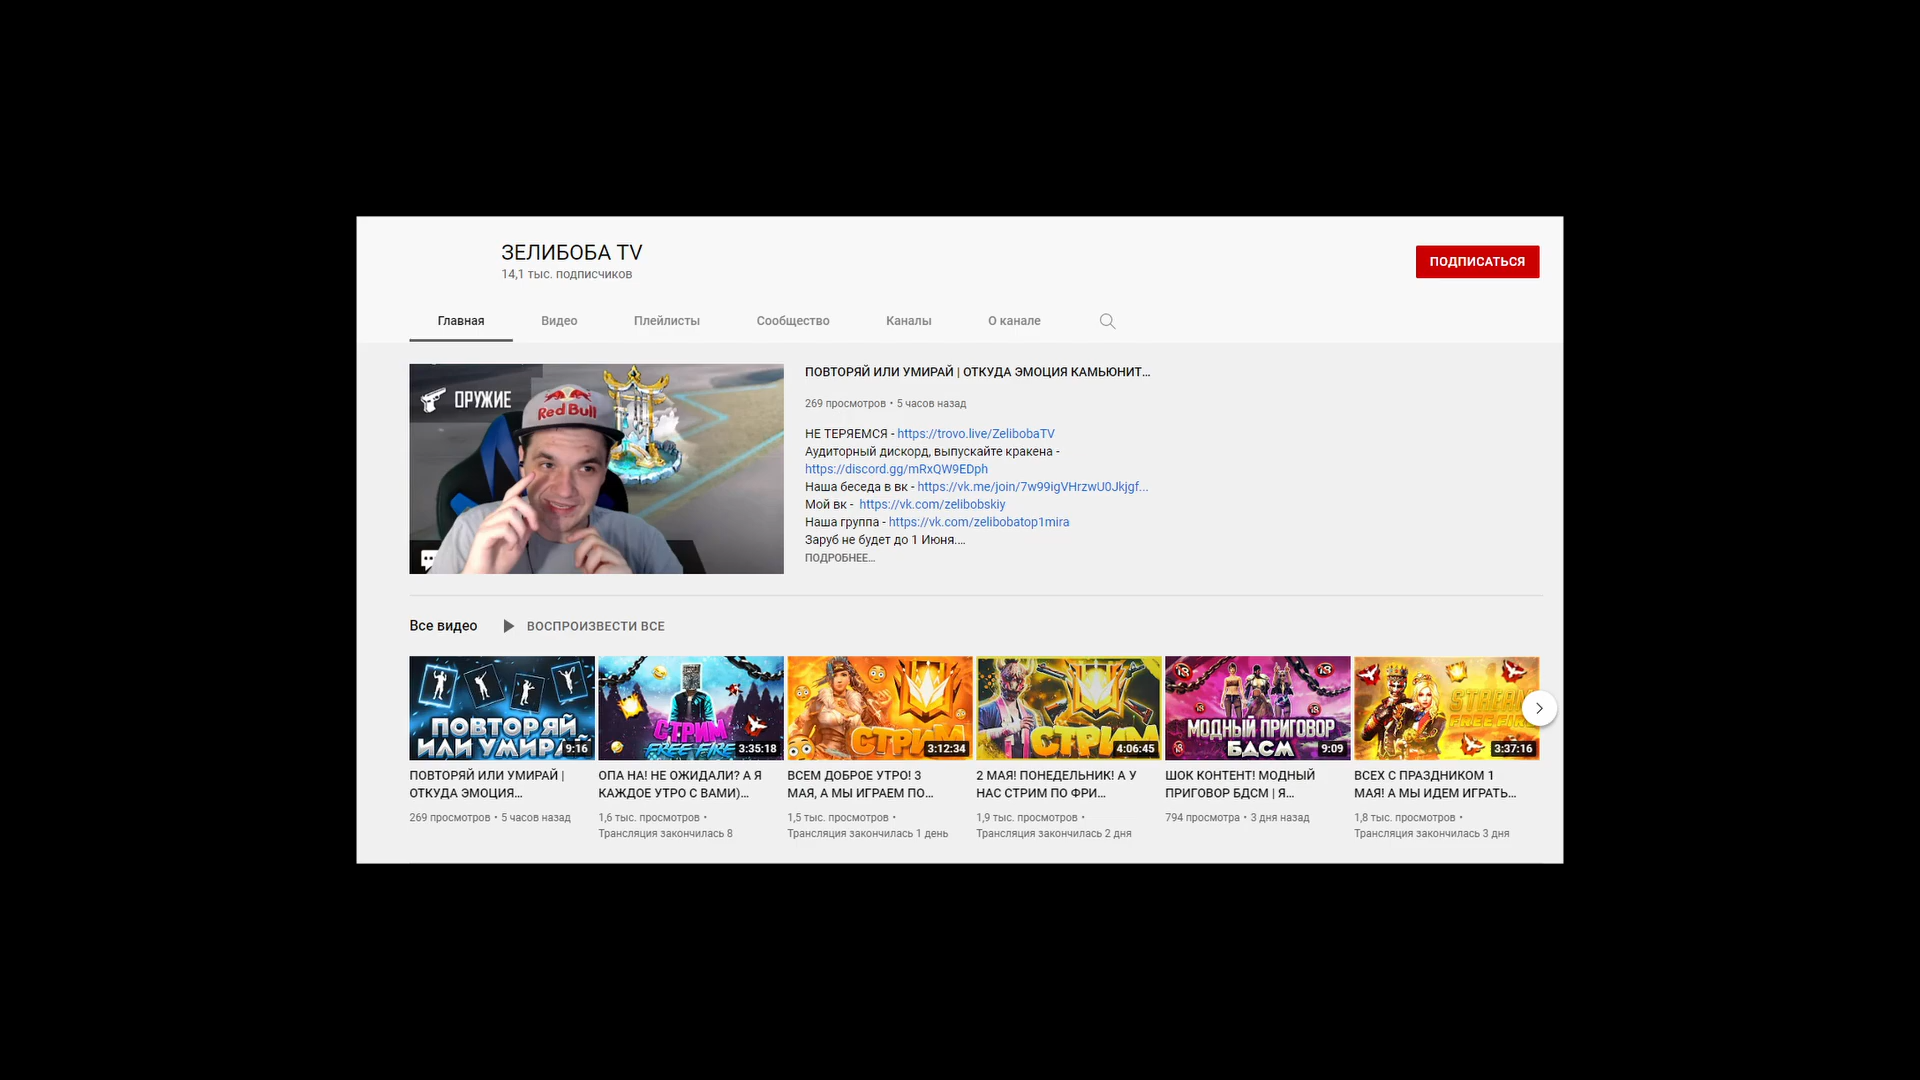 ЗЕЛИБОБА TV
14,1 тыс. подписчиков
ПОДПИСАТЬСЯ
Главная
Видео
Плейлисты
Сообщество
Каналы
О канале
ОРУЖИЕ
Red Bull
ПОВТОРЯЙ ИЛИ УМИРАЙ | ОТКУДА ЭМОЦИЯ КАМЬЮНИТ...
269 просмотров • 5 часов назад
НЕ ТЕРЯЕМСЯ - https://trovo.live/ZelibobaTV
Аудиторный дискорд, выпускайте кракена -
https://discord.gg/mRxQW9EDph
Наша беседа в вк - https://vk.me/join/7w99igVHrzwU0Jkjgf...
Мой вк - https://vk.com/zelibobskiy
Наша группа - https://vk.com/zelibobatop1mira
Заруб не будет до 1 Июня....
ПОДРОБНЕЕ...
Все видео
ВОСПРОИЗВЕСТИ ВСЕ
ПОВТОРЯЙ
ИЛИ УМИРАЙ
9:16
ПОВТОРЯЙ ИЛИ УМИРАЙ |
ОТКУДА ЭМОЦИЯ...
269 просмотров • 5 часов назад
СТРИМ
FREE FIRE
3:35:18
ОПА НА! НЕ ОЖИДАЛИ? А Я
КАЖДОЕ УТРО С ВАМИ)...
1,6 тыс. просмотров •
Трансляция закончилась 8
СТРИМ
3:12:34
ВСЕМ ДОБРОЕ УТРО! 3
МАЯ, А МЫ ИГРАЕМ ПО...
1,5 тыс. просмотров •
Трансляция закончилась 1 день
СТРИМ
4:06:45
2 МАЯ! ПОНЕДЕЛЬНИК! А У
НАС СТРИМ ПО ФРИ...
1,9 тыс. просмотров •
Трансляция закончилась 2 дня
18
18
МОДНЫЙ ПРИГОВОР
БДСМ
9:09
ШОК КОНТЕНТ! МОДНЫЙ
ПРИГОВОР БДСМ | Я...
794 просмотра • 3 дня назад
STREAM
FREE FIRE
3:37:16
ВСЕХ С ПРАЗДНИКОМ 1
МАЯ! А МЫ ИДЕМ ИГРАТЬ...
1,8 тыс. просмотров •
Трансляция закончилась 3 дня